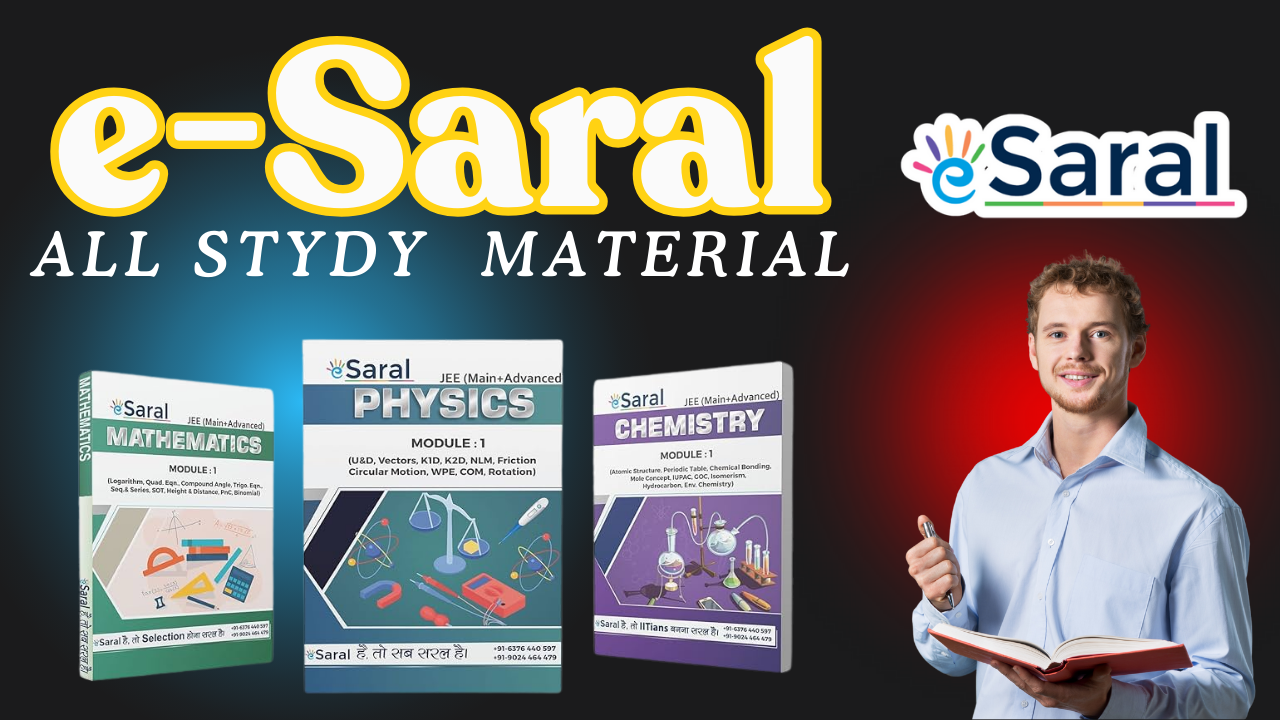 e-Saral
ALL STYDY MATERIAL
eSaral
MATHEMATICS
eSaral
JEE (Main+Advanced)
MATHEMATICS
MODULE : 1
(Logarithm, Quad. Eqn., Compound Angle, Trigo. Eqn.,
Seq.& Series, SOT, Height & Distance, PnC, Binomial)
eSaral है, तो Selection होना सरल है।
+91-6376 440 597
+91-9024 464 479
eSaral है, तो सब सरल है।
eSaral
JEE (Main+Advanced
PHYSICS
MODULE : 1
(U&D, Vectors, K1D, K2D, NLM, Friction
Circular Motion, WPE, COM, Rotation)
eSaral है, तो सब सरल है।
+91-6376 440 597
+91-9024 464 479
eSaral
JEE (Main+Advanced)
CHEMISTRY
MODULE : 1
(Atomic Structure, Periodic Table, Chemical Bonding,
Mole Concept, IUPAC, GOC, Isomerism,
Hydrocarbon, Env. Chemistry)
eSaral है, तो IITians बनना सरल है।
+91-6376 440 597
+91-9024 464 479